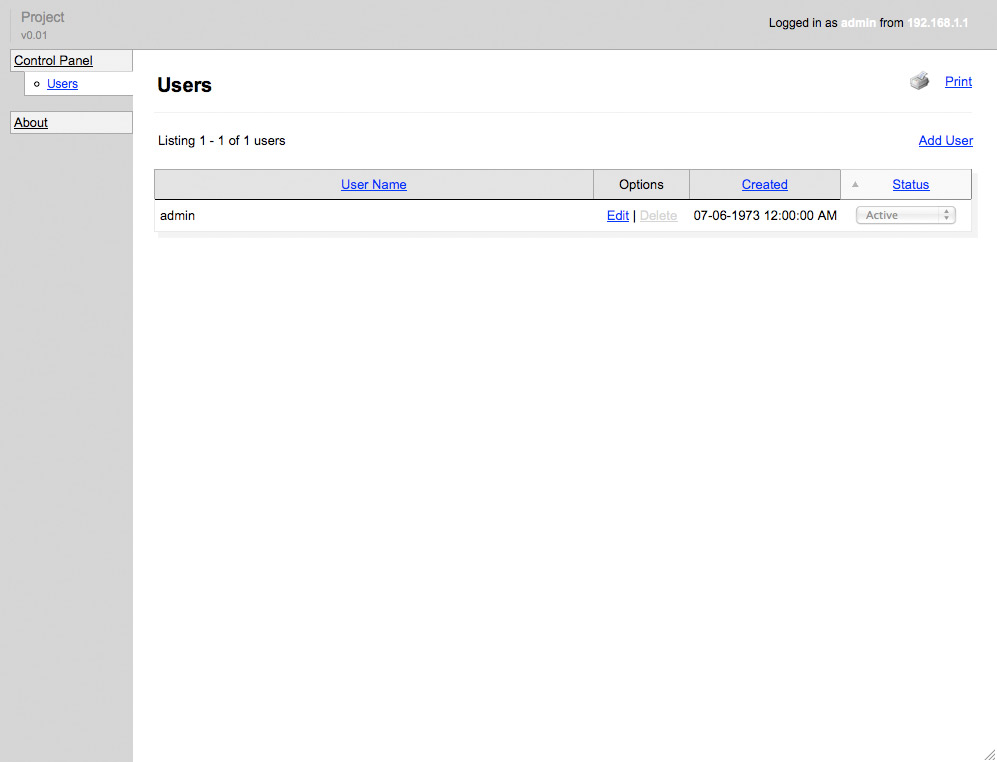 Project
v0.01
Logged in as admin from 192.168.1.1
Control Panel
Users
About
Users
Print
Listing 1 - 1 of 1 users
Add User
User Name Options Created Status
admin Edit | Delete 07-06-1973 12:00:00 AM Active